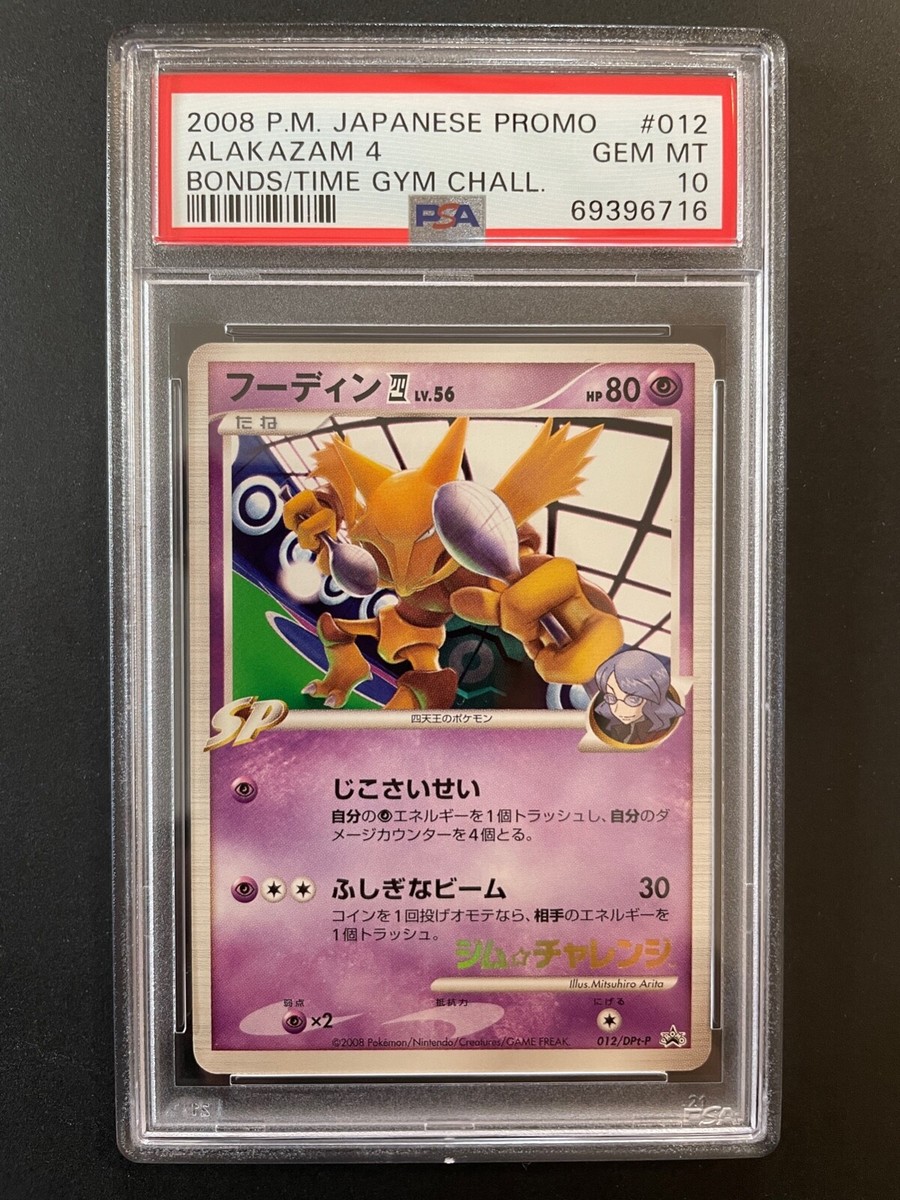 2008 P.M. JAPANESE PROMO #012
ALAKAZAM 4 GEM MT
BONDS/TIME GYM CHALL. 10
PSA 69396716
フーディン 四 LV.56 HP80
たね
SP
四天王のポケモン
じこさいせい
自分の エネルギーを1個トラッシュし、自分のダ
メージカウンターを4個とる。
ふしぎなビーム 30
コインを1回投げオモテなら、相手のエネルギーを
1個トラッシュ。
ジム☆チャレンジ
Illus.Mitsuhiro Arita
弱点 抵抗力 にげる
×2
©2008 Pokémon/Nintendo/Creatures/GAME FREAK. 012/DPt-P